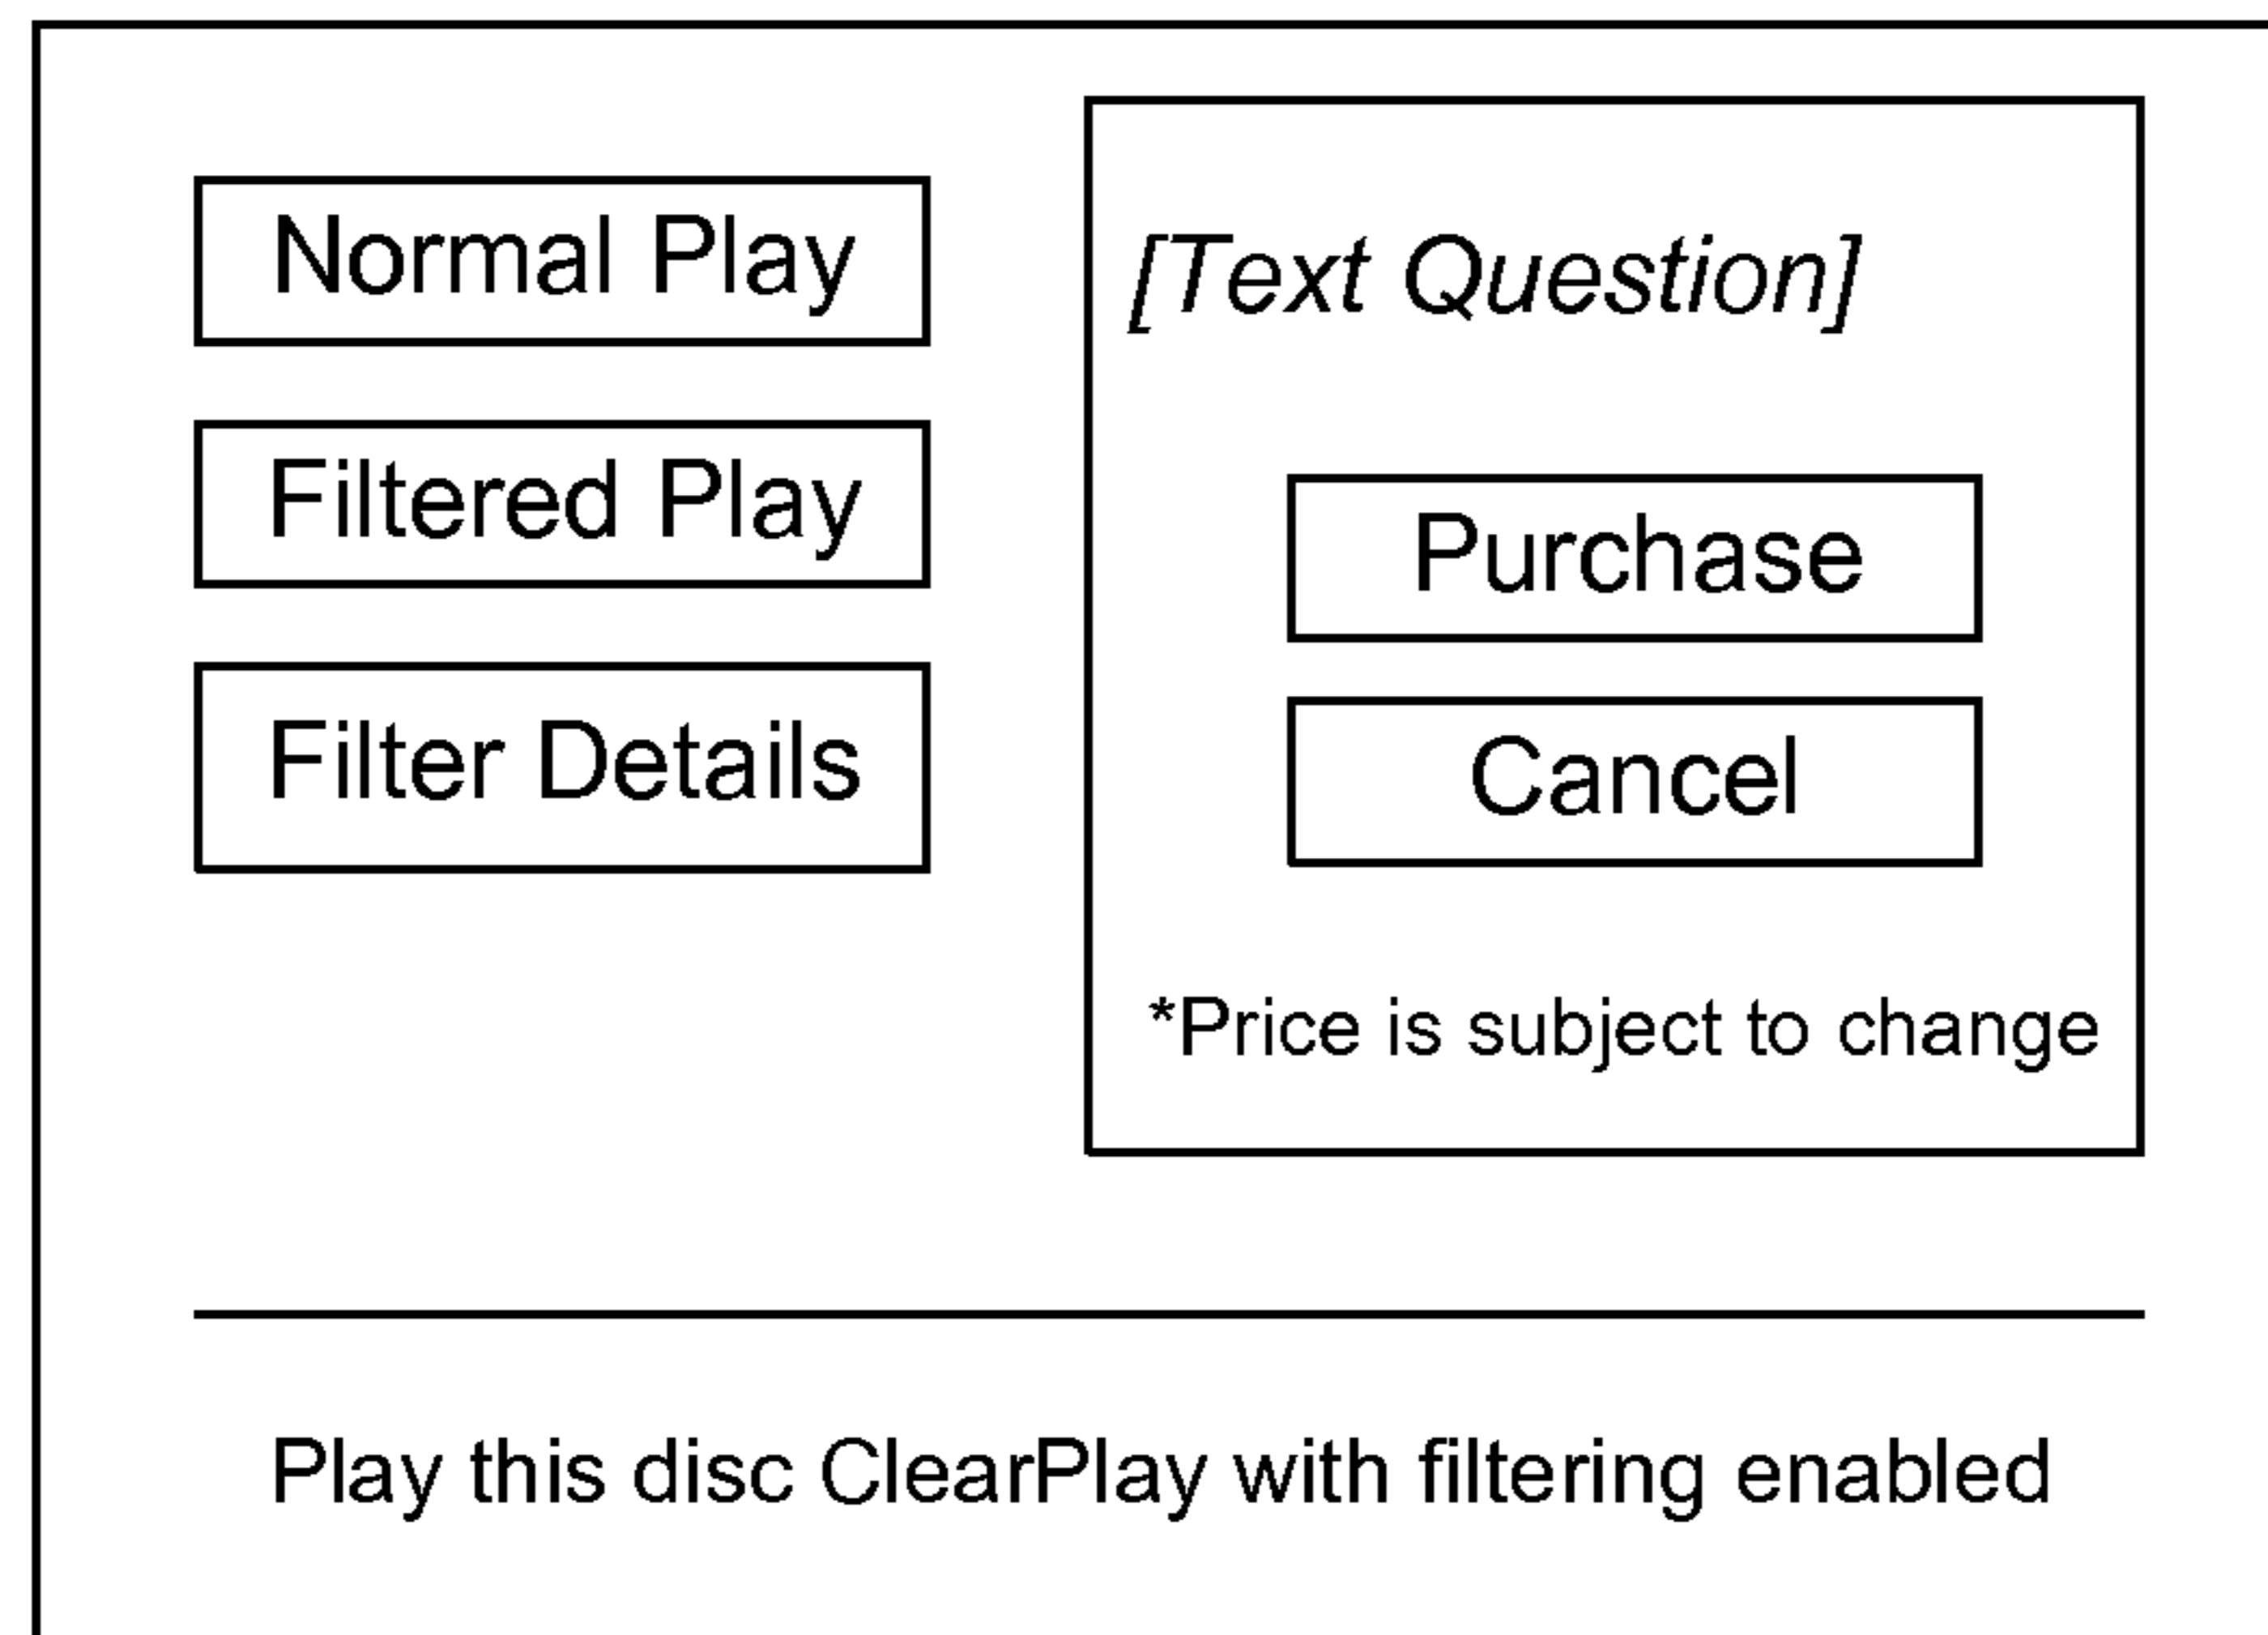 Normal Play
Filtered Play
Filter Details
[Text Question]
Purchase
Cancel
*Price is subject to change
Play this disc ClearPlay with filtering enabled